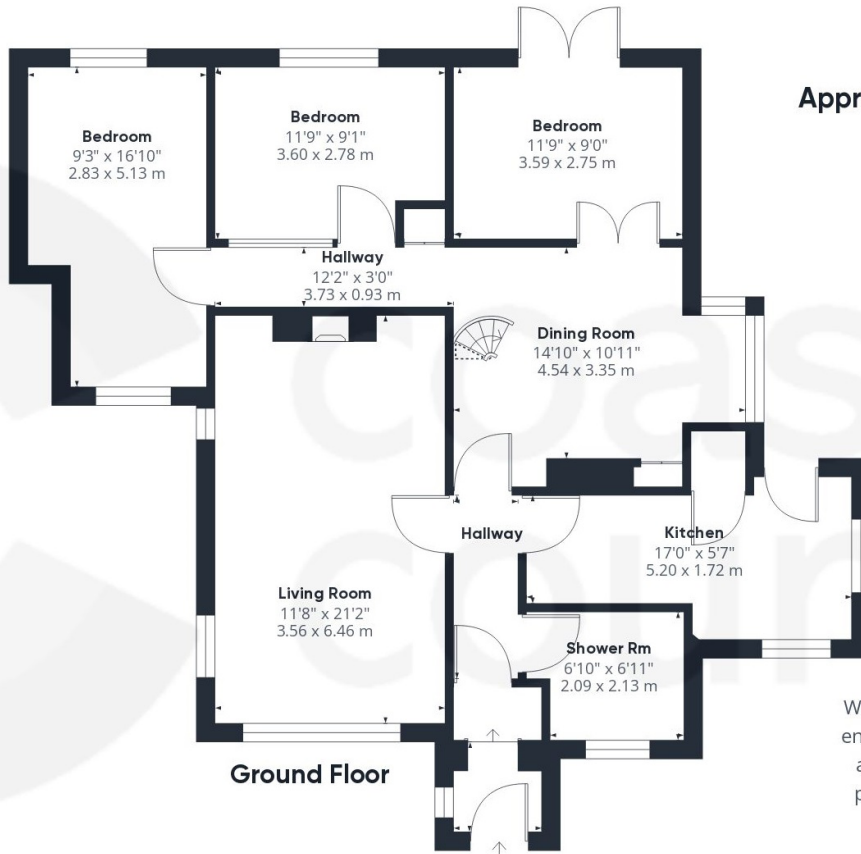 Appr
Bedroom
9'3" x 16'10"
2.83 x 5.13 m
Bedroom
11'9" x 9'1"
3.60 x 2.78 m
Bedroom
11'9" x 9'0"
3.59 x 2.75 m
Hallway
12'2" x 3'0"
3.73 x 0.93 m
Dining Room
14'10" x 10'11"
4.54 x 3.35 m
Hallway
Kitchen
17'0" x 5'7"
5.20 x 1.72 m
Living Room
11'8" x 21'2"
3.56 x 6.46 m
Shower Rm
6'10" x 6'11"
2.09 x 2.13 m
Ground Floor
W
en
a
p
coas
coun